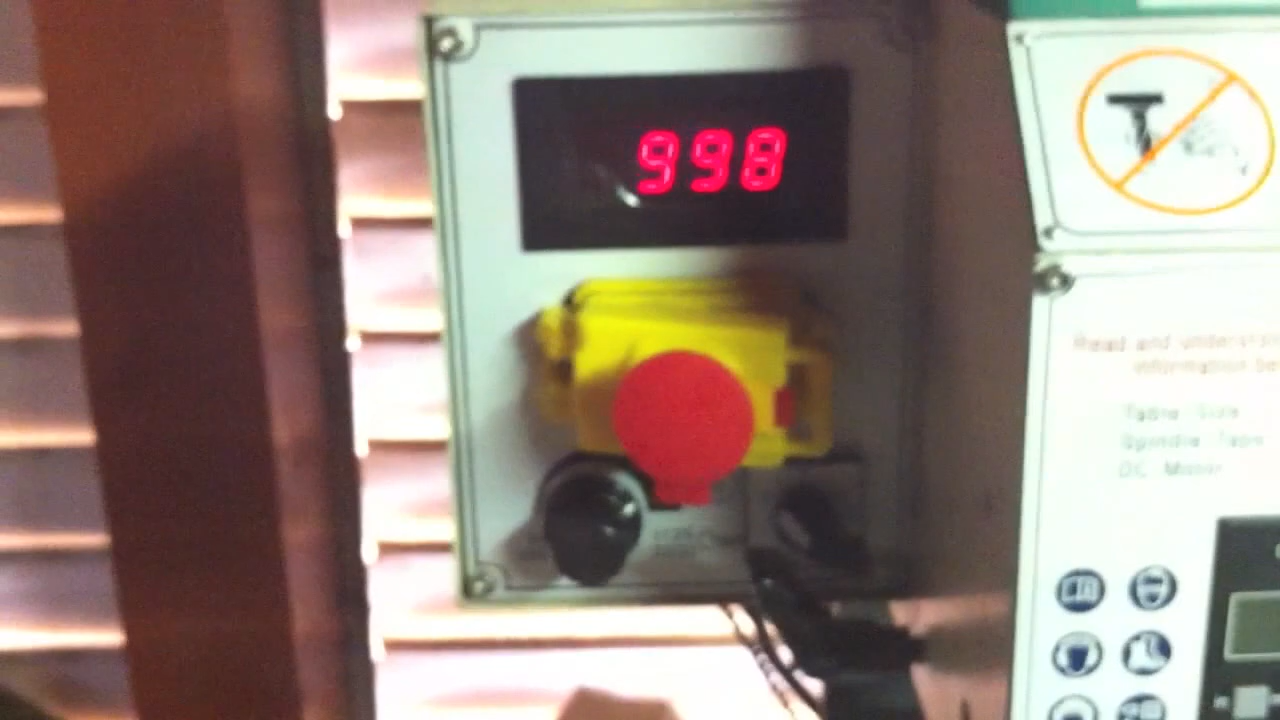 998
Read and understand
information be
Table Size
Spindle Tape
DC Motor